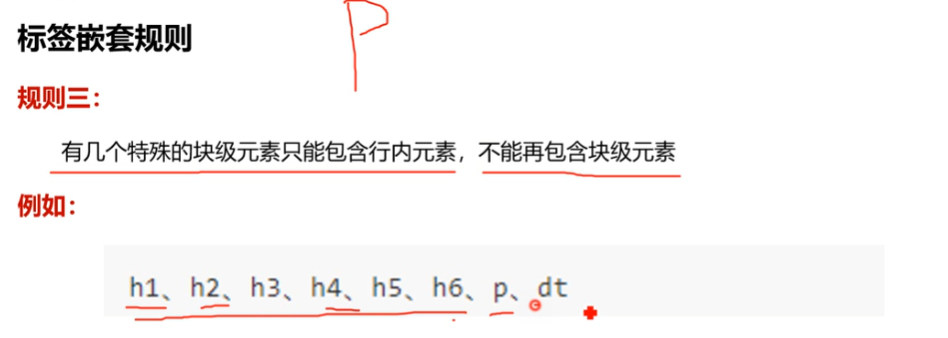 P
标签嵌套规则
规则三：
有几个特殊的块级元素只能包含行内元素，不能再包含块级元素
例如：
h1、h2、h3、h4、h5、h6、p、dt